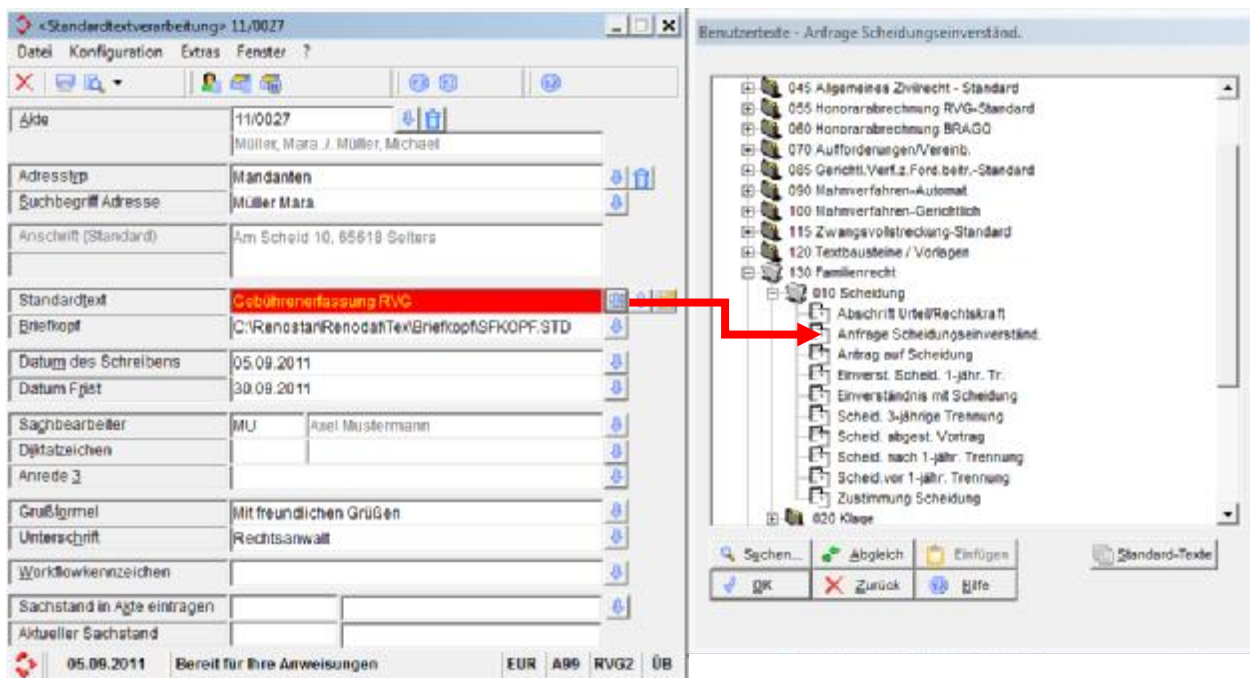 <Standardtextverarbeitung> 11/0027
Datei Konfiguration Extras Fenster ?
Akte 11/0027
Müller, Mara ./. Müller, Michael
Adresstyp Mandanten
Suchbegriff Adresse Müller Mara
Anschrift (Standard) Am Scheid 10, 65618 Selters
Standardtext Gebührenerfassung RVG
Briefkopf C:\Renostar\Renodat\Tex\Briefkopf\SFKOPF.STD
Datum des Schreibens 05.09.2011
Datum Frist 30.09.2011
Sachbearbeiter MU Axel Mustermann
Diktatzeichen
Anrede 3
Grußformel Mit freundlichen Grüßen
Unterschrift Rechtsanwalt
Workflowkennzeichen
Sachstand in Akte eintragen
Aktueller Sachstand
05.09.2011 Bereit für Ihre Anweisungen EUR A99 RVG2 ÜB
Benutzertexte - Anfrage Scheidungseinverständ.
045 Allgemeines Zivilrecht - Standard
055 Honorarabrechnung RVG-Standard
060 Honorarabrechnung BRAGO
070 Aufforderungen/Vereinb.
085 Gerichtl.Verf.z.Ford.beitr.-Standard
090 Mahnverfahren-Automat
100 Mahnverfahren-Gerichtlich
115 Zwangsvollstreckung-Standard
120 Textbausteine / Vorlagen
130 Familienrecht
010 Scheidung
Abschrift Urteil/Rechtskraft
Anfrage Scheidungseinverständ.
Antrag auf Scheidung
Einverst. Scheid. 1-jähr. Tr.
Einverständnis mit Scheidung
Scheid. 3-jährige Trennung
Scheid. abgest. Vortrag
Scheid. nach 1-jähr. Trennung
Scheid.vor 1-jähr. Trennung
Zustimmung Scheidung
020 Klage
Suchen... Abgleich Einfügen Standard-Texte
OK Zurück Hilfe